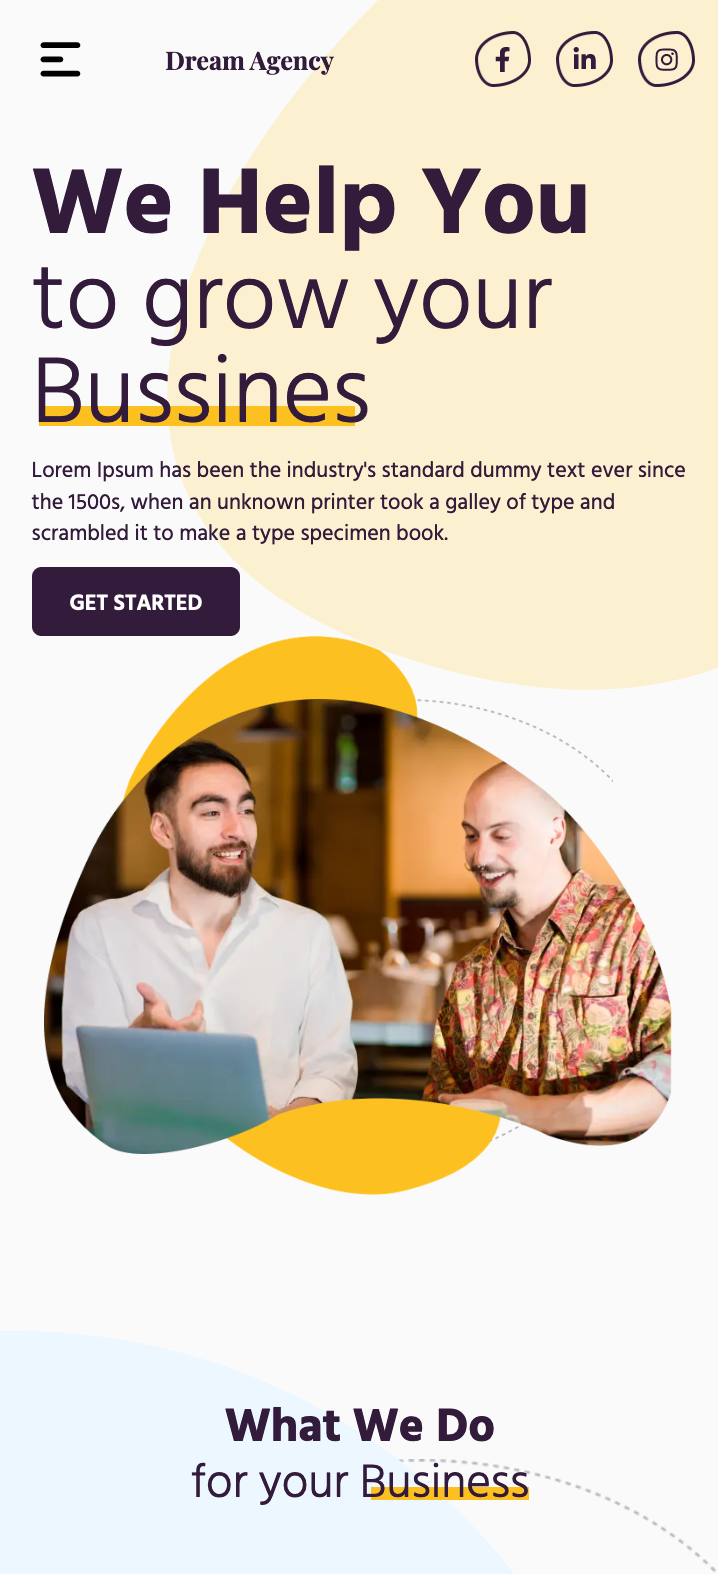 Dream Agency
We Help You
to grow your
Bussines
Lorem Ipsum has been the industry's standard dummy text ever since
the 1500s, when an unknown printer took a galley of type and
scrambled it to make a type specimen book.
GET STARTED
What We Do
for your Business